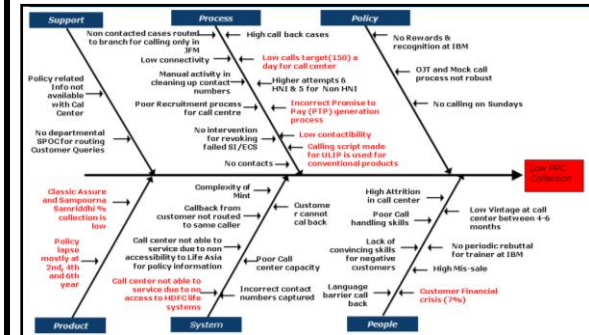 Support
Process
Policy
Non contacted cases routed
to branch for calling only in
JFM
Low connectivity
Manual activity in
cleaning up contact
numbers
Poor Recruitment process
for call centre
No intervention
for revoking
failed SI/ECS
No contacts
High call back cases
Low calls target(150) a
day for call center
Higher attempts 6
HNI & 5 for Non HNI
Incorrect Promise to
Pay (PTP) generation
process
Low contactibility
Calling script made
for ULIP is used for
conventional products
Policy related
Info not
available
with Cal
Center
No departmental
SPOC for routing
Customer Queries
No Rewards &
recognition at IBM
OJT and Mock call
process not robust
No calling on Sundays
Low PRC
Collection
Classic Assure
and Sampoorna
Samriddhi %
collection is
low
Policy
lapse
mostly at
2nd, 4th
and 6th
year
Complexity of
Mint
Callback from
customer not routed
to same caller
Call center not able to
service due to non
accessibility to Life Asia
for policy information
Call center not able to
service due to no
access to HDFC life
systems
Custome
r cannot
cal back
Poor Call
center capacity
Incorrect contact
numbers captured
High Attrition
in call center
Poor Call
handling skills
Lack of
convincing skills
for negative
customers
Language
barrier call
back
Low Vintage at call
center between 4-6
months
No periodic rebuttal
for trainer at IBM
High Mis-sale
Customer Financial
crisis (7%)
Product
System
People